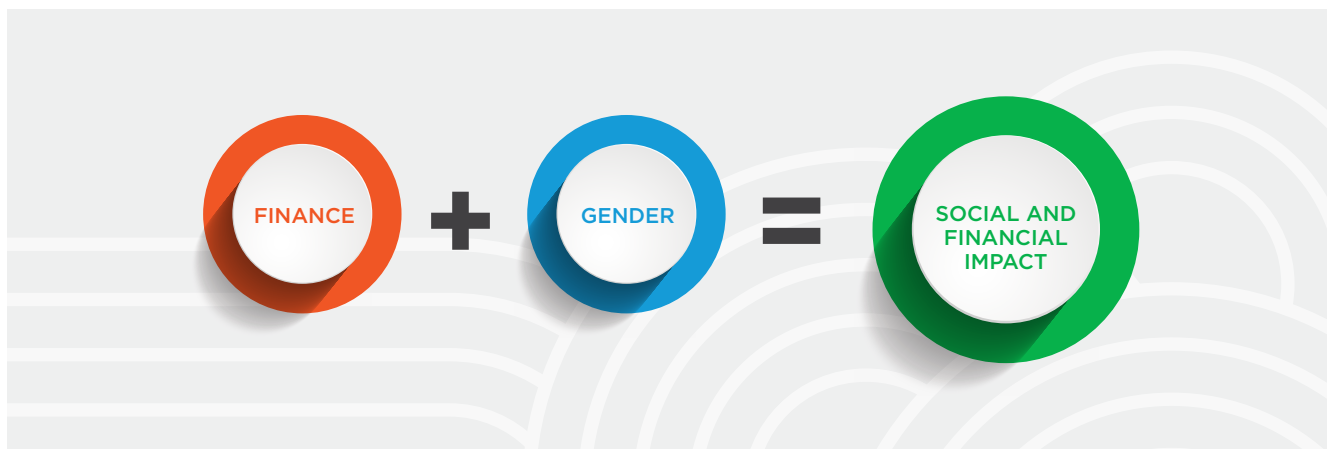 FINANCE
GENDER
SOCIAL AND
FINANCIAL
IMPACT